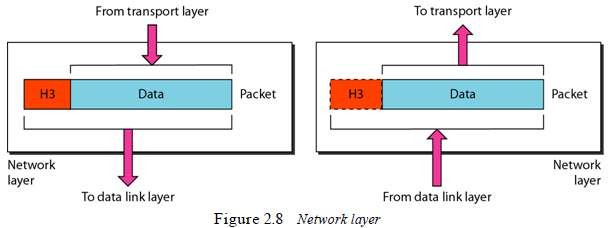 From transport layer
H3 Data Packet
Network
layer
To data link layer
To transport layer
H3 Data Packet
Network
layer
From data link layer
Figure 2.8 Network layer